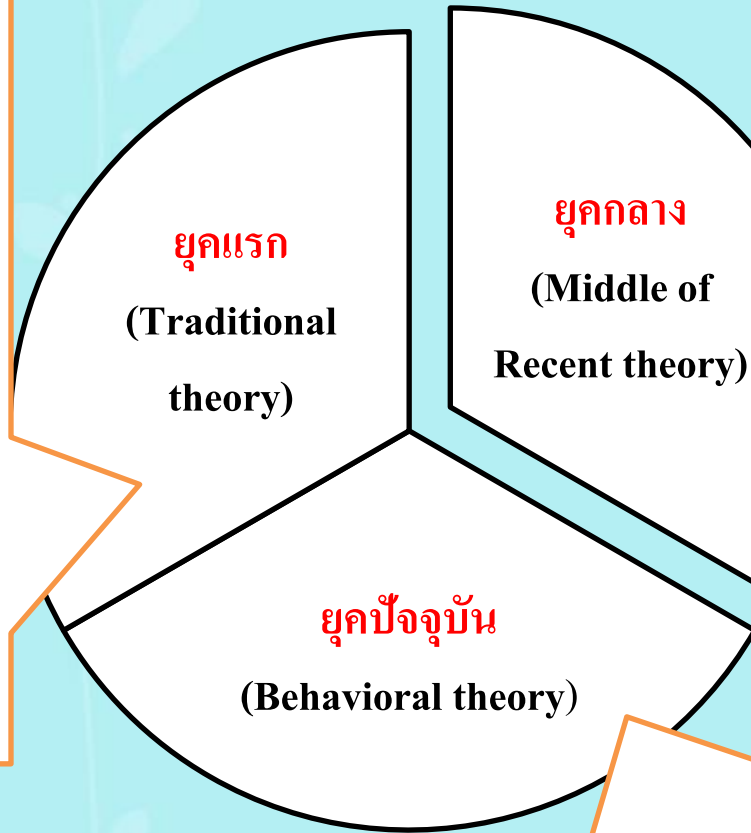 ยุคแรก
(Traditional
theory)
ยุคกลาง
(Middle of
Recent theory)
ยุคปัจจุบัน
(Behavioral theory)